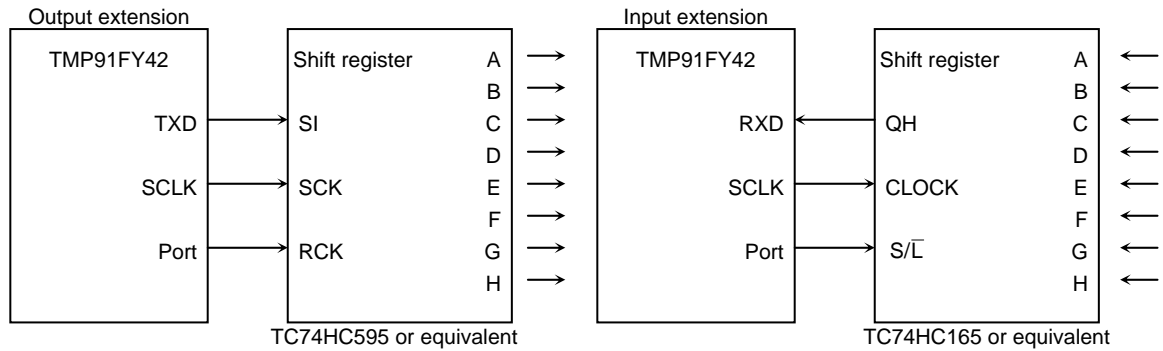 Output extension
TMP91FY42
TXD
SCLK
Port
Shift register
SI
SCK
RCK
A
B
C
D
E
F
G
H
TC74HC595 or equivalent
Input extension
TMP91FY42
RXD
SCLK
Port
Shift register
QH
CLOCK
S/L̅
A
B
C
D
E
F
G
H
TC74HC165 or equivalent